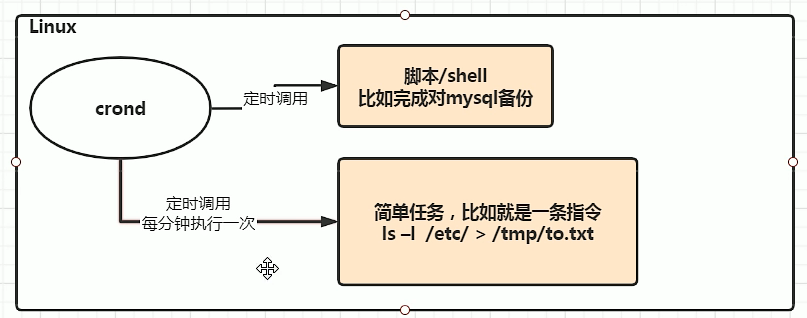 Linux
crond
定时调用
脚本/shell
比如完成对mysql备份
定时调用
每分钟执行一次
简单任务，比如就是一条指令
ls –l /etc/ > /tmp/to.txt